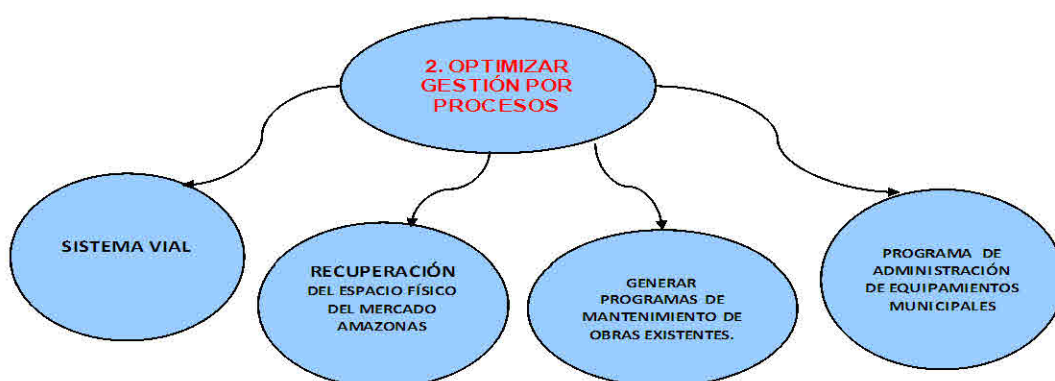 2. OPTIMIZAR
GESTIÓN POR
PROCESOS
SISTEMA VIAL
RECUPERACIÓN
DEL ESPACIO FÍSICO
DEL MERCADO
AMAZONAS
GENERAR
PROGRAMAS DE
MANTENIMIENTO DE
OBRAS EXISTENTES.
PROGRAMA DE
ADMINISTRACIÓN
DE EQUIPAMIENTOS
MUNICIPALES